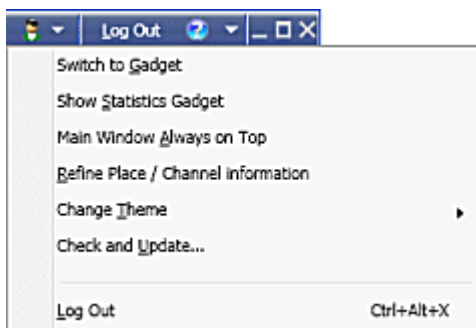 Log Out
Switch to Gadget
Show Statistics Gadget
Main Window Always on Top
Refine Place / Channel information
Change Theme
Check and Update...
Log Out Ctrl+Alt+X